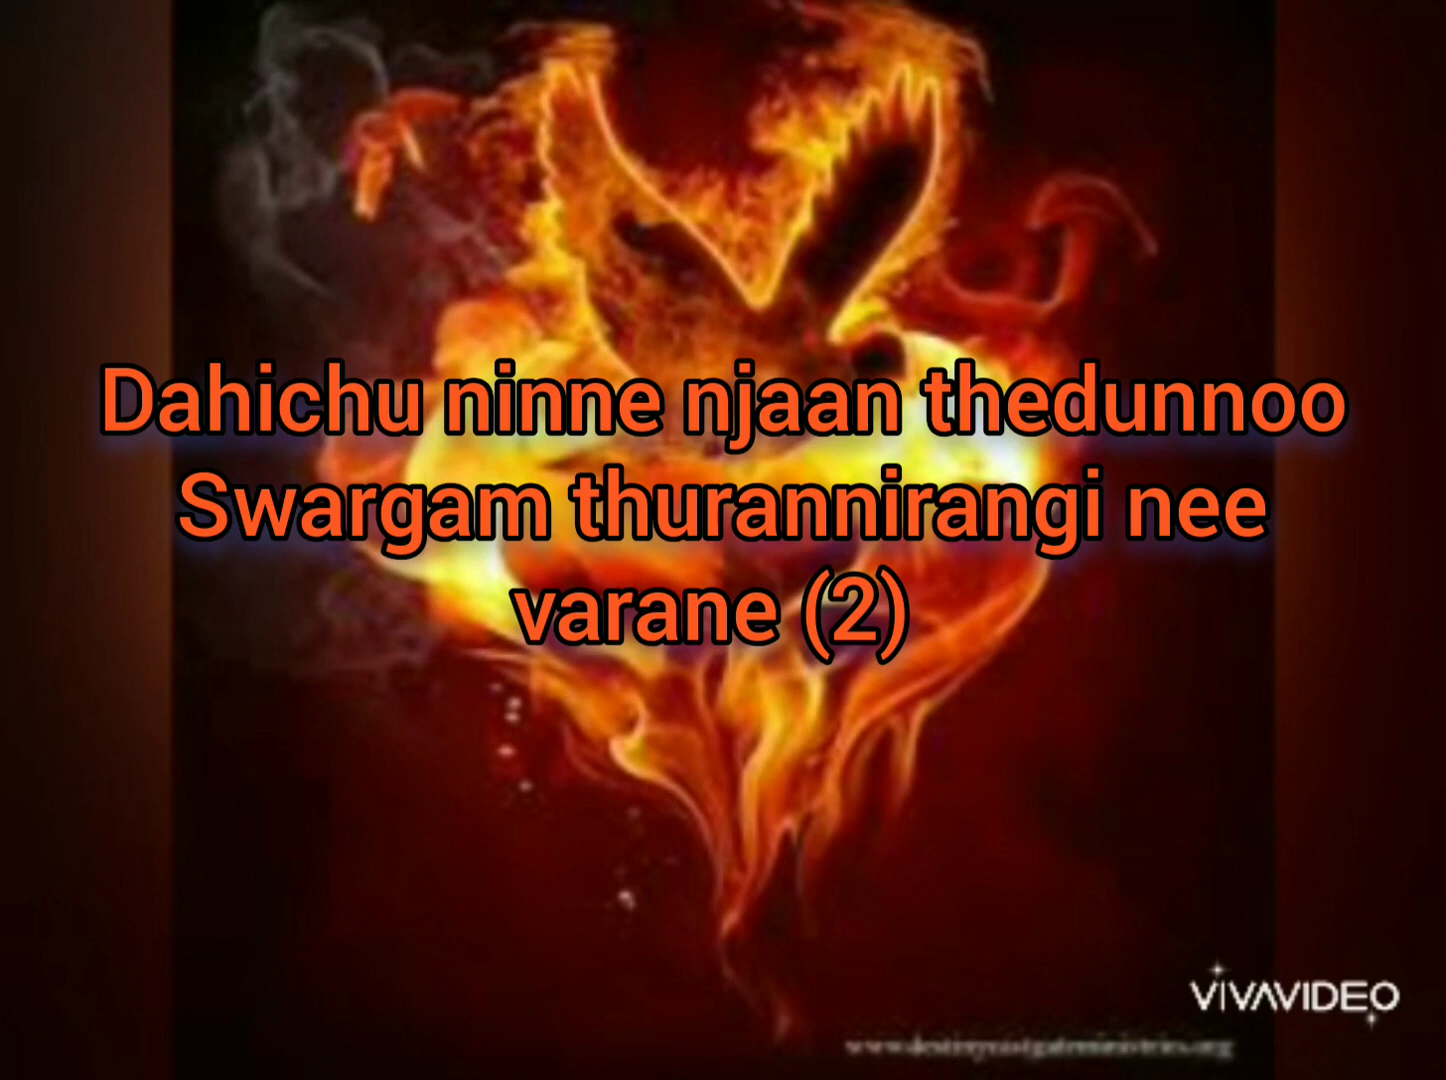 Dahichu ninne njaan thedunnoo
Swargam thurannirangi nee
varane (2)
VIVAVIDEO